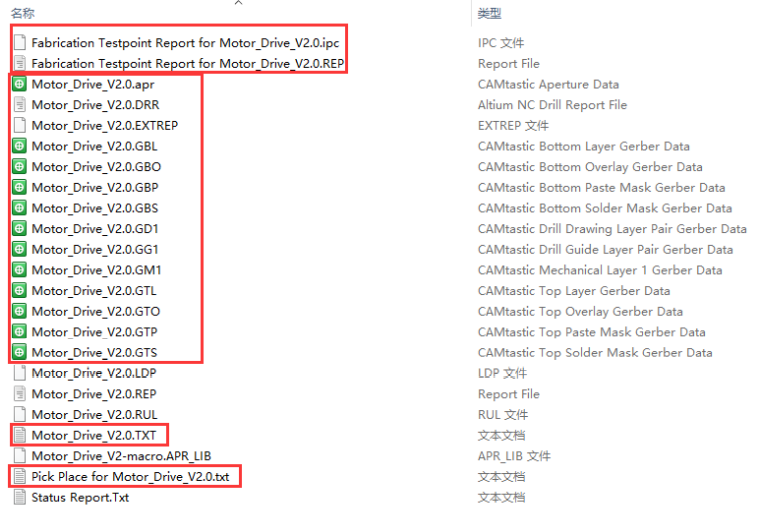 名称 类型
Fabrication Testpoint Report for Motor_Drive_V2.0.ipc IPC 文件
Fabrication Testpoint Report for Motor_Drive_V2.0.REP Report File
Motor_Drive_V2.0.apr CAMtastic Aperture Data
Motor_Drive_V2.0.DRR Altium NC Drill Report File
Motor_Drive_V2.0.EXTREP EXTREP 文件
Motor_Drive_V2.0.GBL CAMtastic Bottom Layer Gerber Data
Motor_Drive_V2.0.GBO CAMtastic Bottom Overlay Gerber Data
Motor_Drive_V2.0.GBP CAMtastic Bottom Paste Mask Gerber Data
Motor_Drive_V2.0.GBS CAMtastic Bottom Solder Mask Gerber Data
Motor_Drive_V2.0.GD1 CAMtastic Drill Drawing Layer Pair Gerber Data
Motor_Drive_V2.0.GG1 CAMtastic Drill Guide Layer Pair Gerber Data
Motor_Drive_V2.0.GM1 CAMtastic Mechanical Layer 1 Gerber Data
Motor_Drive_V2.0.GTL CAMtastic Top Layer Gerber Data
Motor_Drive_V2.0.GTO CAMtastic Top Overlay Gerber Data
Motor_Drive_V2.0.GTP CAMtastic Top Paste Mask Gerber Data
Motor_Drive_V2.0.GTS CAMtastic Top Solder Mask Gerber Data
Motor_Drive_V2.0.LDP LDP 文件
Motor_Drive_V2.0.REP Report File
Motor_Drive_V2.0.RUL RUL 文件
Motor_Drive_V2.0.TXT 文本文档
Motor_Drive_V2-macro.APR_LIB APR_LIB 文件
Pick Place for Motor_Drive_V2.0.txt 文本文档
Status Report.Txt 文本文档